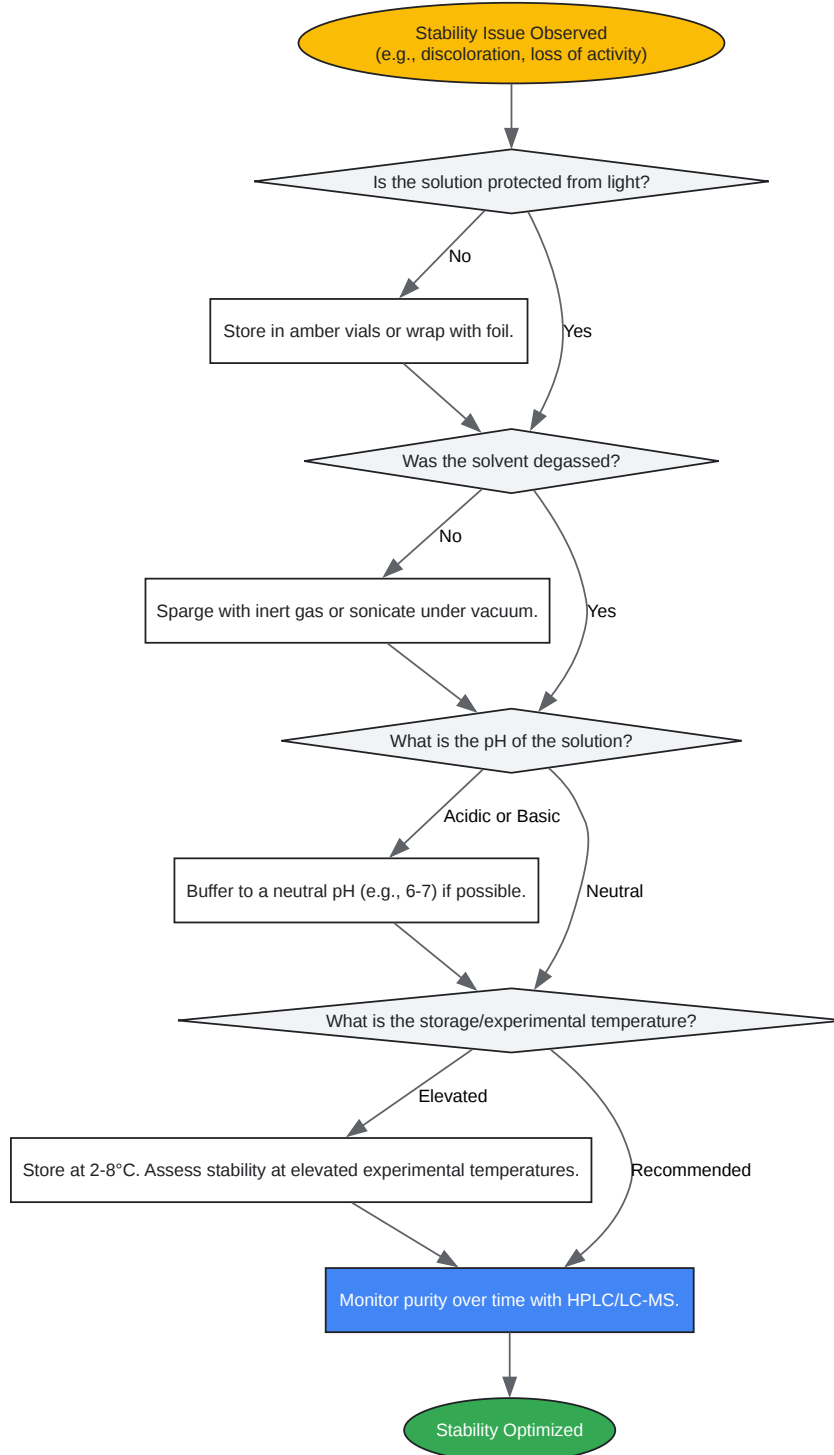 Stability Issue Observed
(e.g., discoloration, loss of activity)
Is the solution protected from light?
No
Store in amber vials or wrap with foil.
Yes
Was the solvent degassed?
No
Sparge with inert gas or sonicate under vacuum.
Yes
What is the pH of the solution?
Acidic or Basic
Buffer to a neutral pH (e.g., 6-7) if possible.
Neutral
What is the storage/experimental temperature?
Elevated
Store at 2-8°C. Assess stability at elevated experimental temperatures.
Recommended
Monitor purity over time with HPLC/LC-MS.
Stability Optimized